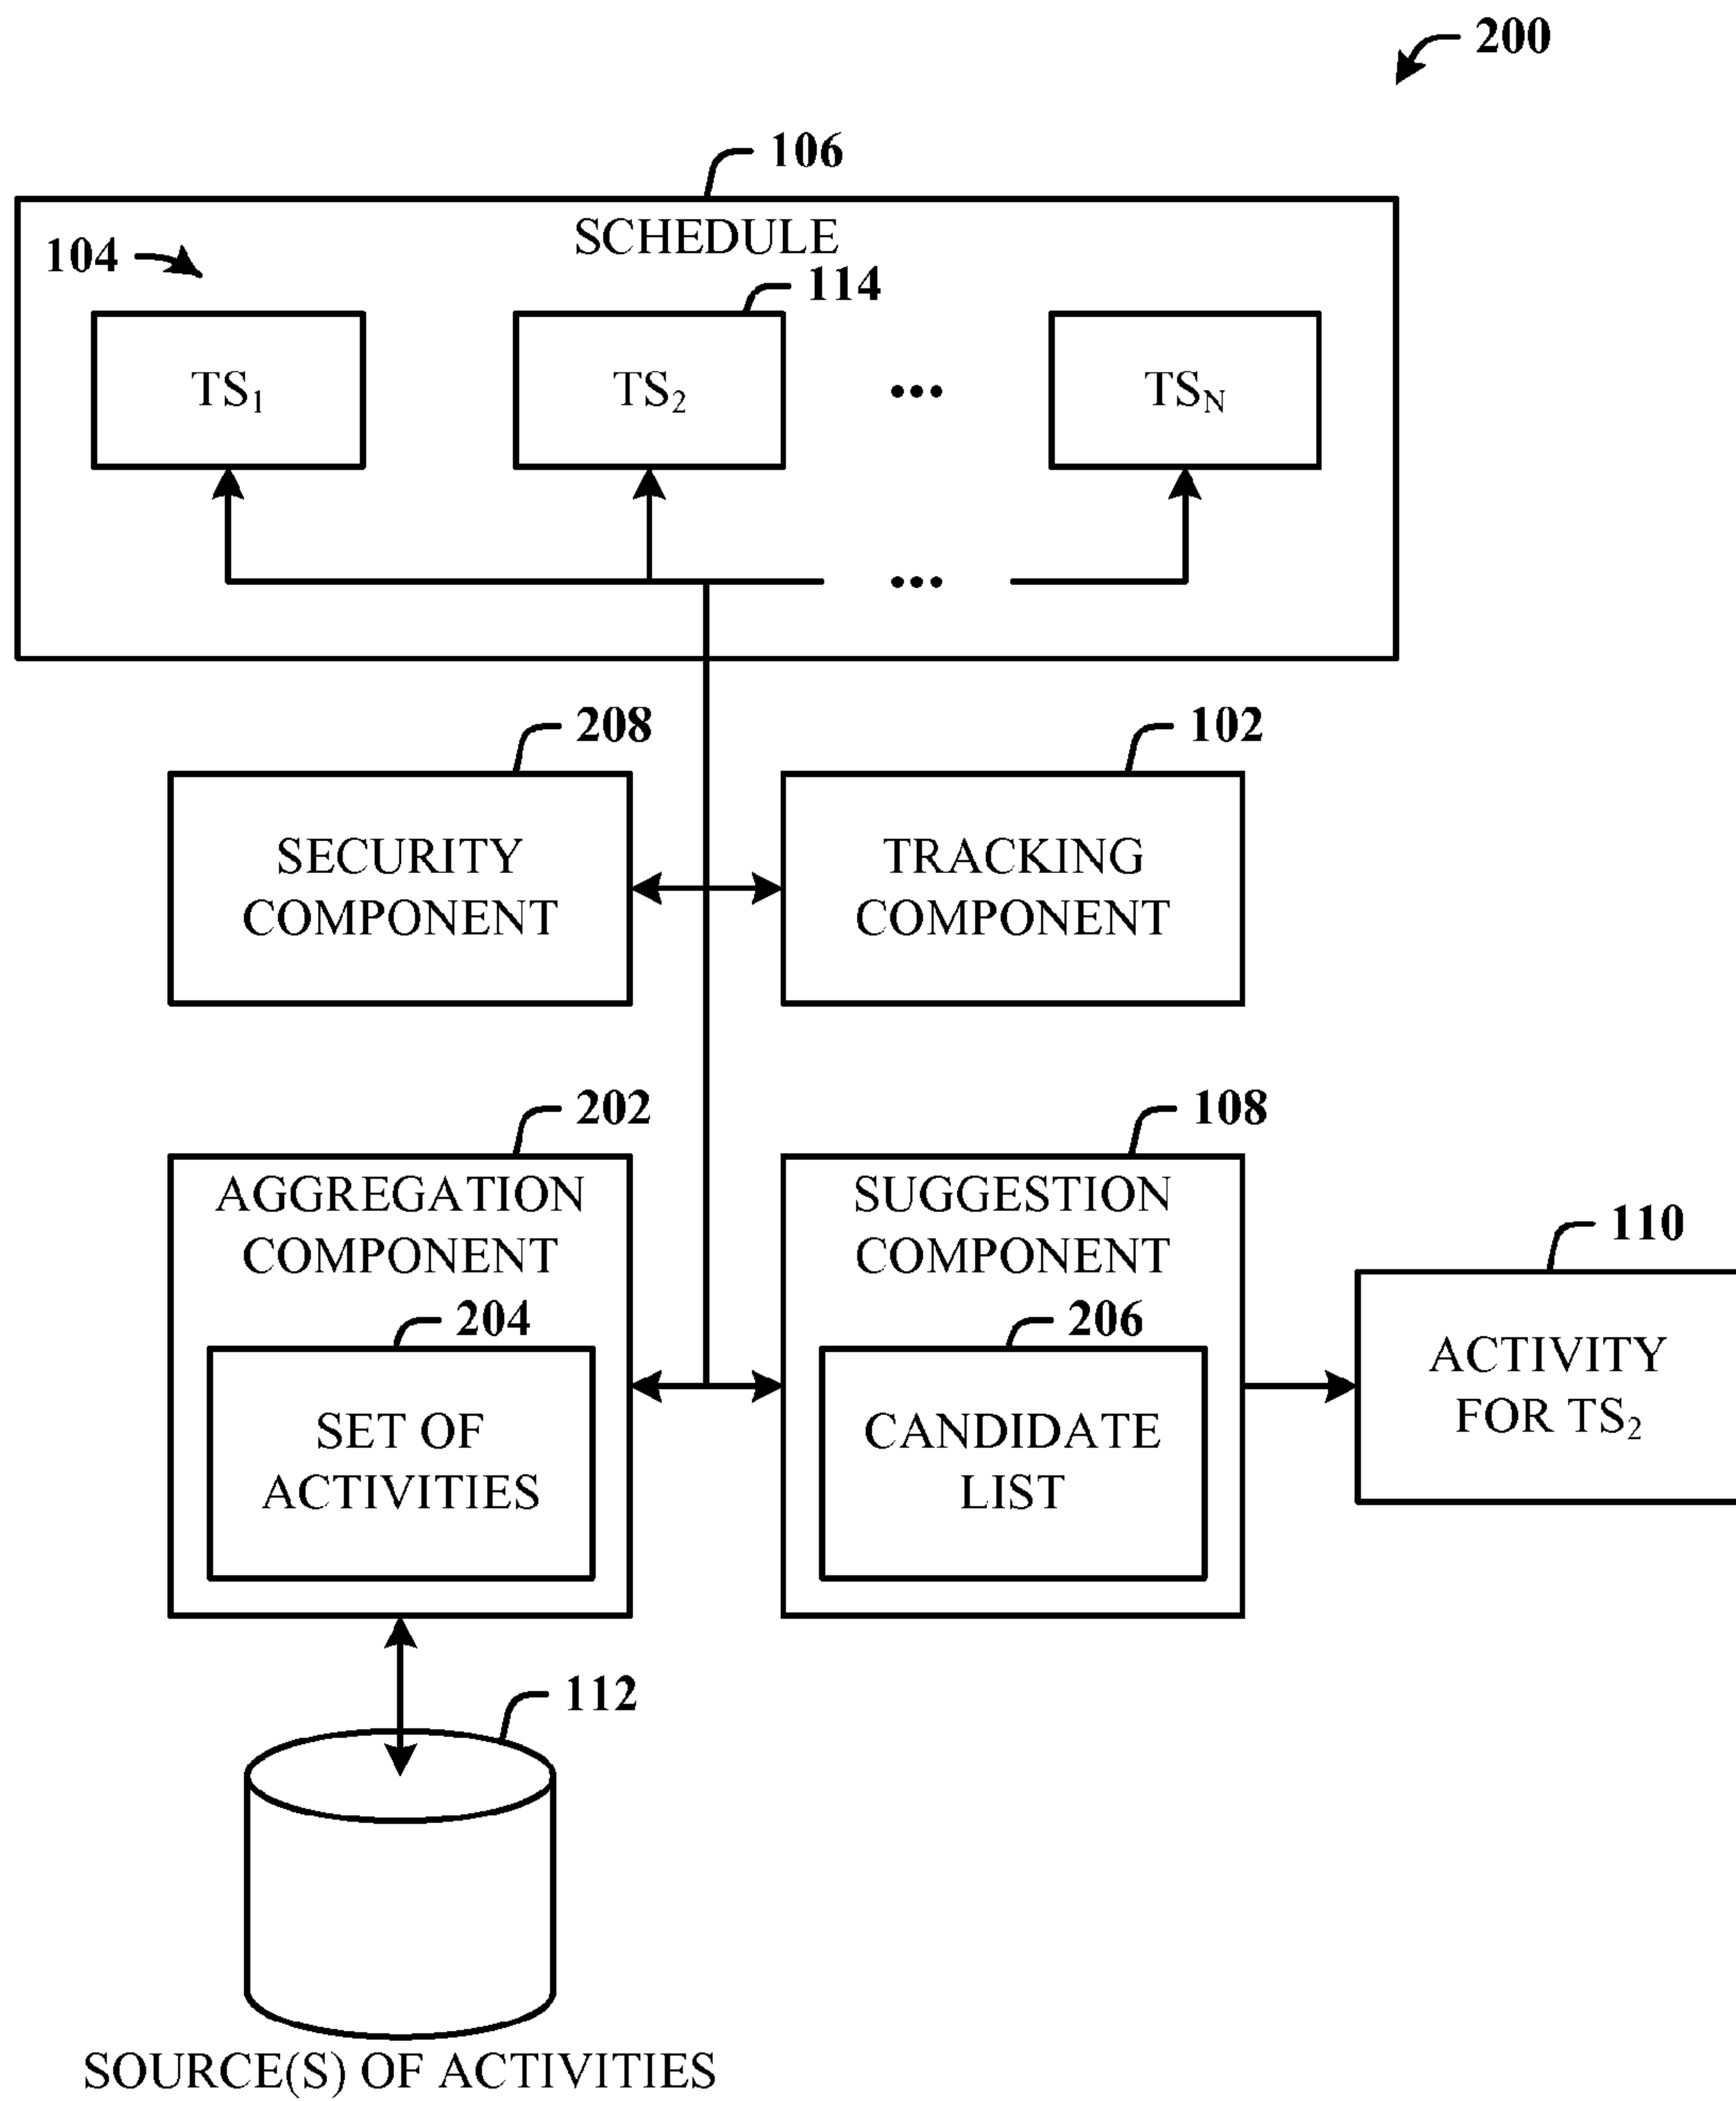 200
106
SCHEDULE
104
114
TS₁
TS₂
...
TS_N
...
208
102
SECURITY
COMPONENT
TRACKING
COMPONENT
202
108
AGGREGATION
COMPONENT
SUGGESTION
COMPONENT
110
204
206
ACTIVITY
FOR TS₂
SET OF
ACTIVITIES
CANDIDATE
LIST
112
SOURCE(S) OF ACTIVITIES